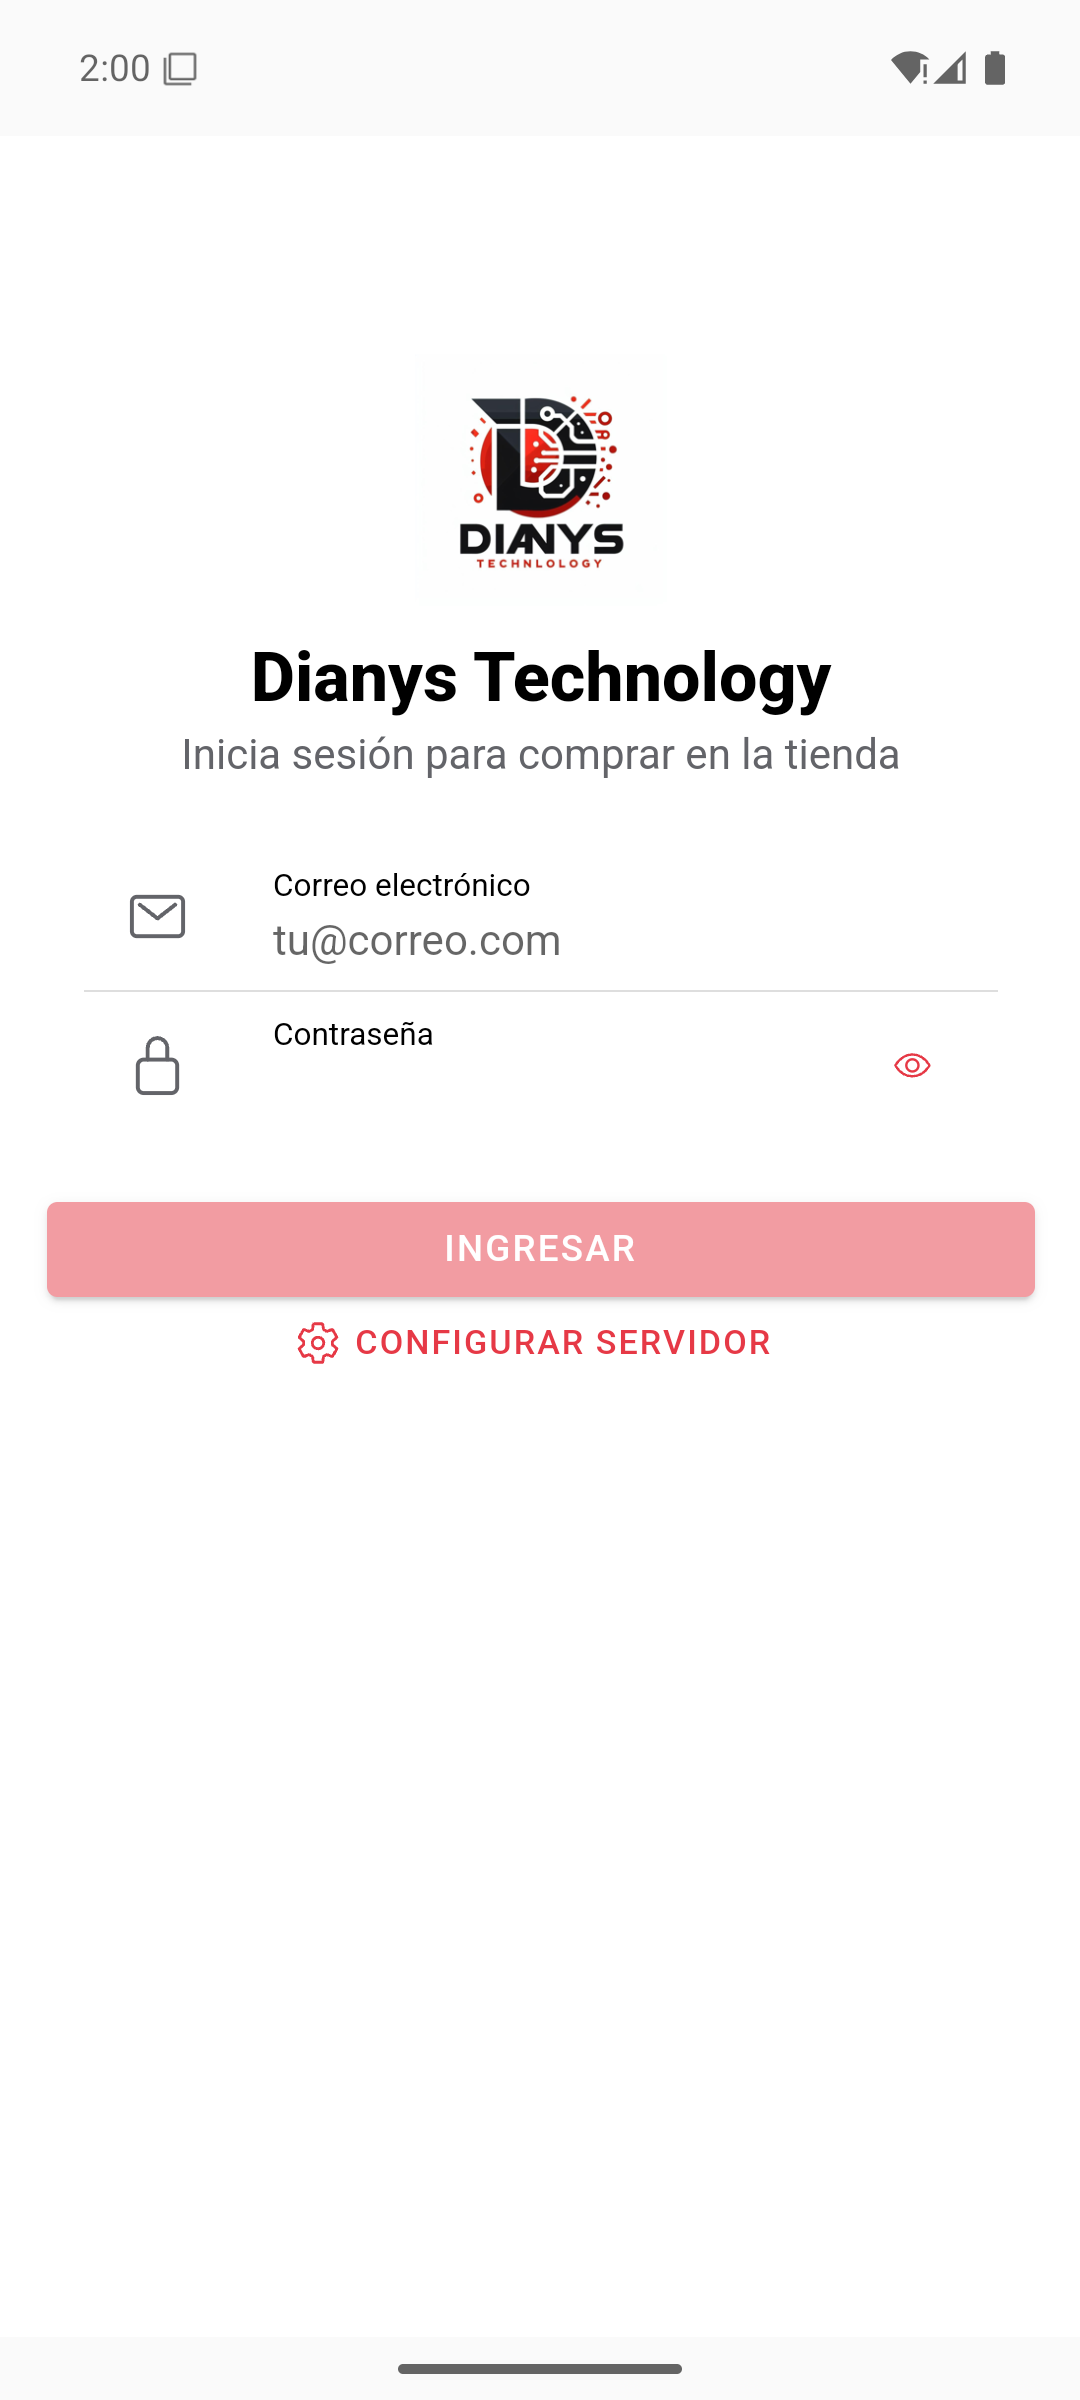 2:00
DIANYS
TECHNLOLOGY
Dianys Technology
Inicia sesión para comprar en la tienda
Correo electrónico
tu@correo.com
Contraseña
INGRESAR
CONFIGURAR SERVIDOR